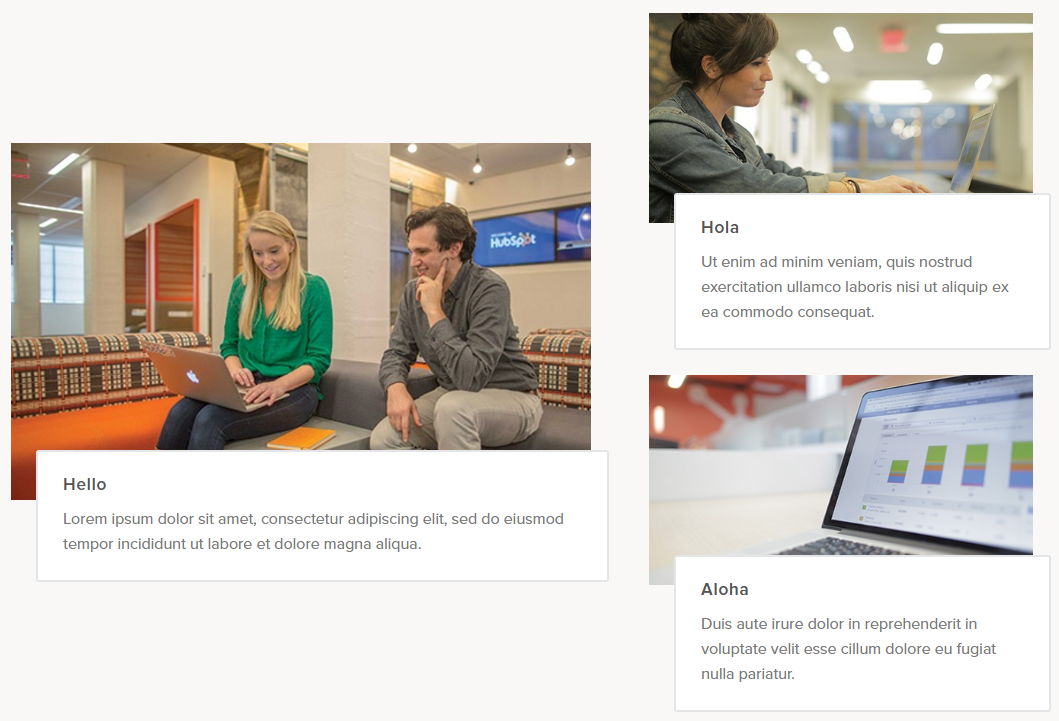 HubSpot
Hello
Lorem ipsum dolor sit amet, consectetur adipiscing elit, sed do eiusmod
tempor incididunt ut labore et dolore magna aliqua.
Hola
Ut enim ad minim veniam, quis nostrud
exercitation ullamco laboris nisi ut aliquip ex
ea commodo consequat.
Aloha
Duis aute irure dolor in reprehenderit in
voluptate velit esse cillum dolore eu fugiat
nulla pariatur.